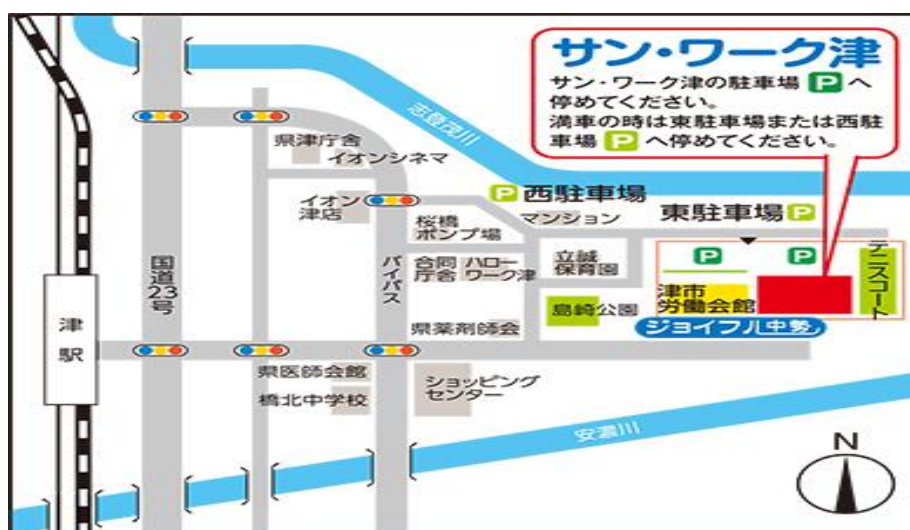 サン・ワーク津
サン・ワーク津の駐車場 P へ
停めてください。
満車の時は東駐車場または西駐
車場 P へ停めてください。
志登茂川
県津庁舎
イオンシネマ
イオン
津店
P 西駐車場
マンション
東駐車場 P
桜橋
ポンプ場
国道23号
バイパス
合同
庁舎
ハロー
ワーク津
立誠
保育園
P
P
テニスコート
津市
労働会館
島崎公園
ジョイフル中勢
津駅
県薬剤師会
県医師会館
橋北中学校
ショッピング
センター
安濃川
N